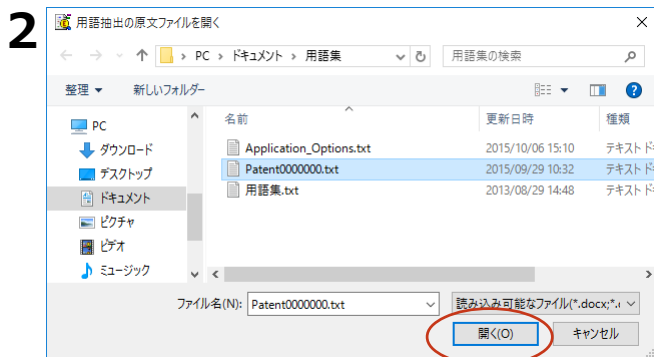 2
用語抽出の原文ファイルを開く
PC › ドキュメント › 用語集
用語集の検索
整理
新しいフォルダー
PC
ダウンロード
デスクトップ
ドキュメント
ピクチャ
ビデオ
ミュージック
名前 更新日時 種類
Application_Options.txt 2015/10/06 15:10 テキスト ド
Patent0000000.txt 2015/09/29 10:32 テキスト ド
用語集.txt 2013/08/29 14:48 テキスト ド
ファイル名(N): Patent0000000.txt 読み込み可能なファイル(*.docx;*.
開く(O) キャンセル